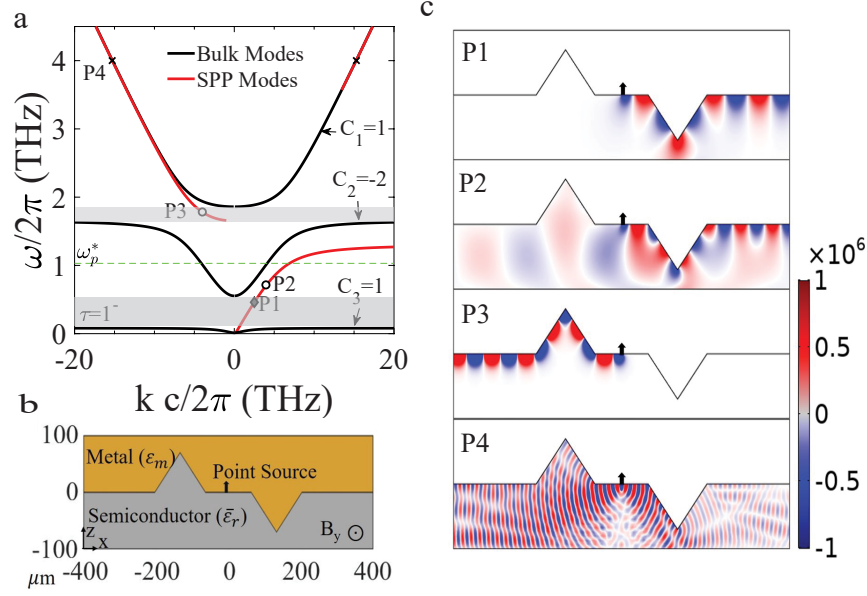 a
ω/2π (THz)
4
3
2
1
0
Bulk Modes
SPP Modes
P4
C1=1
C2=-2
P3
ωp*
P2
P1
C3=1
τ=1-
-20
0
20
k c/2π (THz)
b
100
0
-100
Metal (εm)
Point Source
Semiconductor (ε̄r)
By
z
x
μm
-400
-200
0
200
400
c
P1
P2
P3
P4
×10^6
1
0.5
0
-0.5
-1